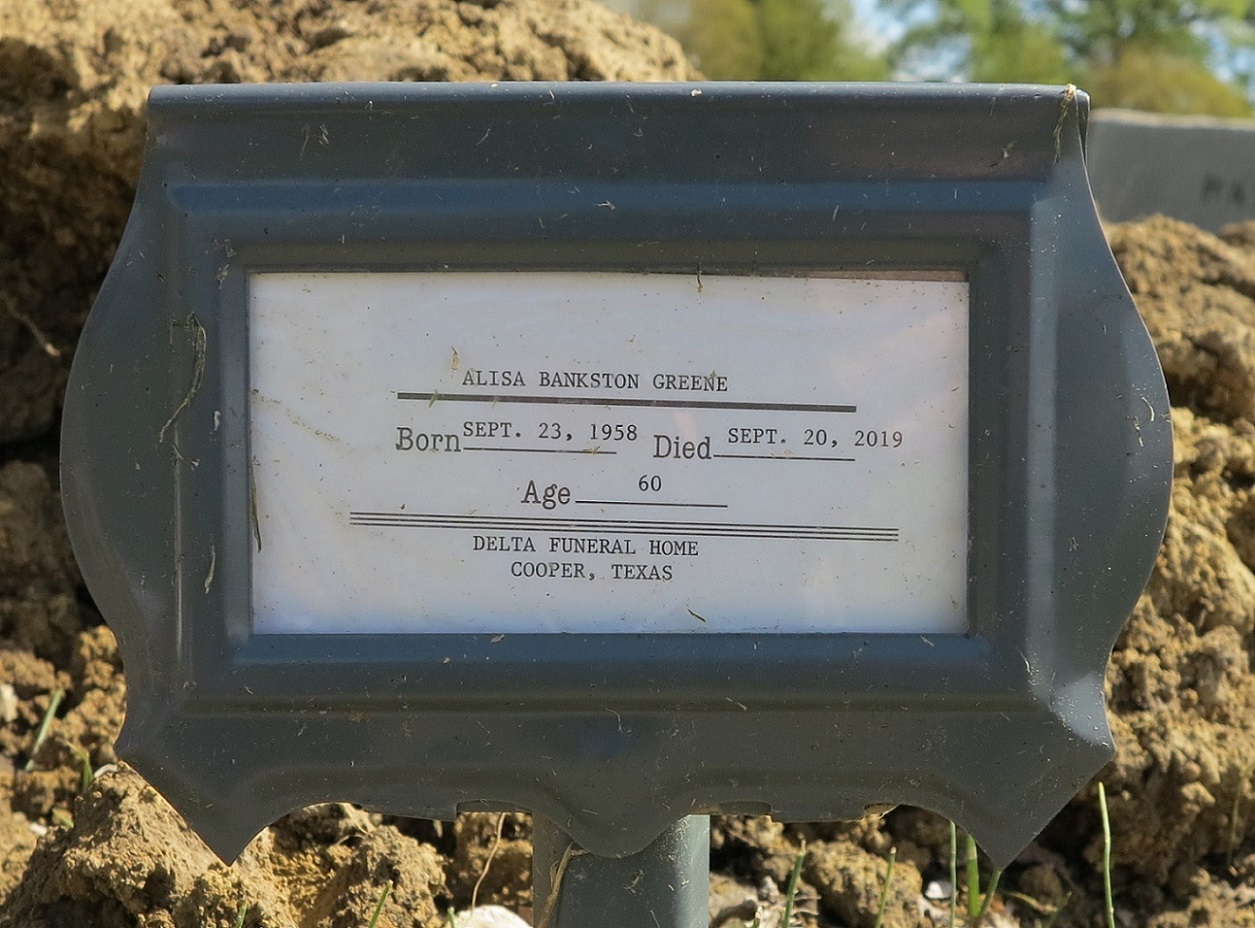 ALISA BANKSTON GREENE
Born SEPT. 23, 1958 Died SEPT. 20, 2019
Age 60
DELTA FUNERAL HOME
COOPER, TEXAS